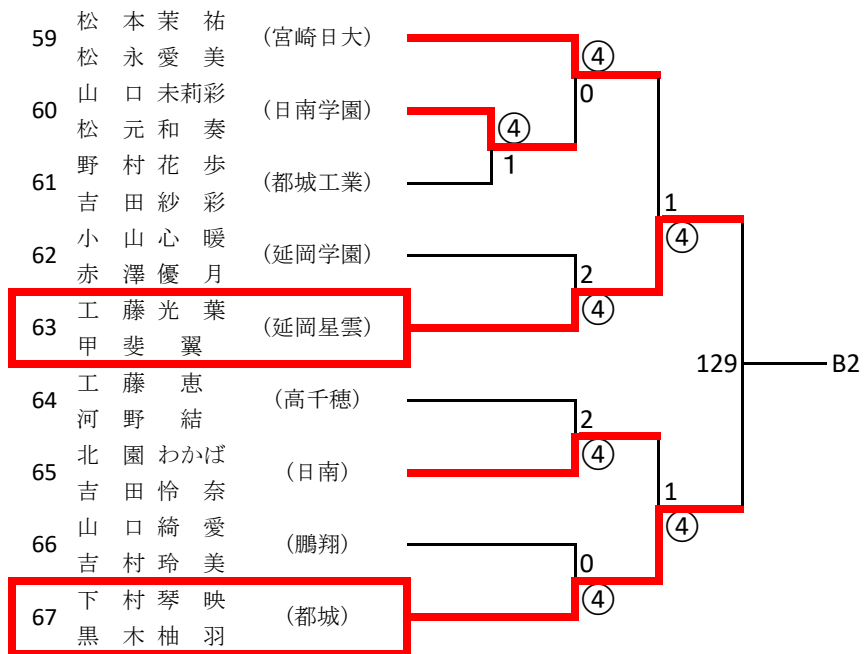 59 松本茉祐 (宮崎日大)
松永愛美
④
0
60 山口未莉彩 (日南学園)
松元和奏
④
1
61 野村花歩 (都城工業)
吉田紗彩
1
④
62 小山心暖 (延岡学園)
赤澤優月
2
④
63 工藤光葉 (延岡星雲)
甲斐翼
129 B2
64 工藤恵 (高千穂)
河野結
2
④
65 北園わかば (日南)
吉田怜奈
1
④
66 山口綺愛 (鵬翔)
吉村玲美
0
④
67 下村琴映 (都城)
黒木柚羽